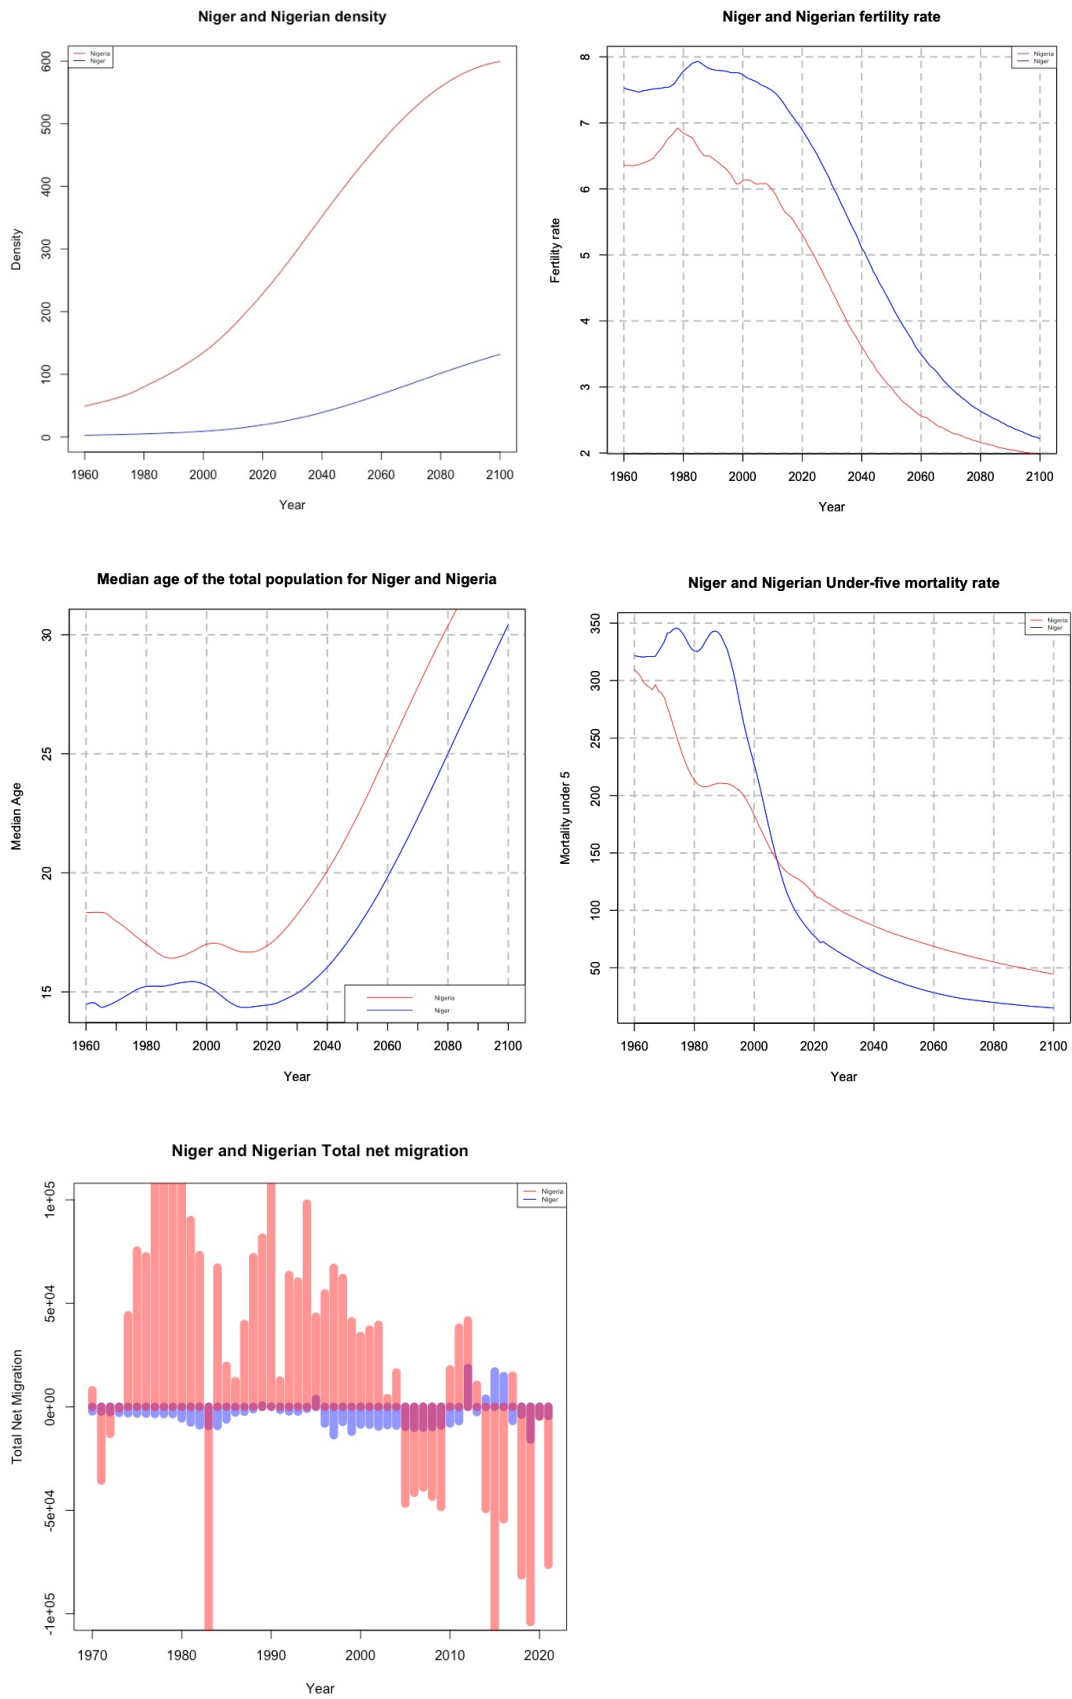 Niger and Nigerian density
Nigeria
Niger
600
500
400
300
200
100
0
Density
1960 1980 2000 2020 2040 2060 2080 2100
Year
Niger and Nigerian fertility rate
Nigeria
Niger
8
7
6
5
4
3
2
Fertility rate
1960 1980 2000 2020 2040 2060 2080 2100
Year
Median age of the total population for Niger and Nigeria
30
25
20
15
Median Age
Nigeria
Niger
1960 1980 2000 2020 2040 2060 2080 2100
Year
Niger and Nigerian Under-five mortality rate
Nigeria
Niger
350
300
250
200
150
100
50
Mortality under 5
1960 1980 2000 2020 2040 2060 2080 2100
Year
Niger and Nigerian Total net migration
Nigeria
Niger
1e+05
5e+04
0e+00
-5e+04
-1e+05
Total Net Migration
1970 1980 1990 2000 2010 2020
Year